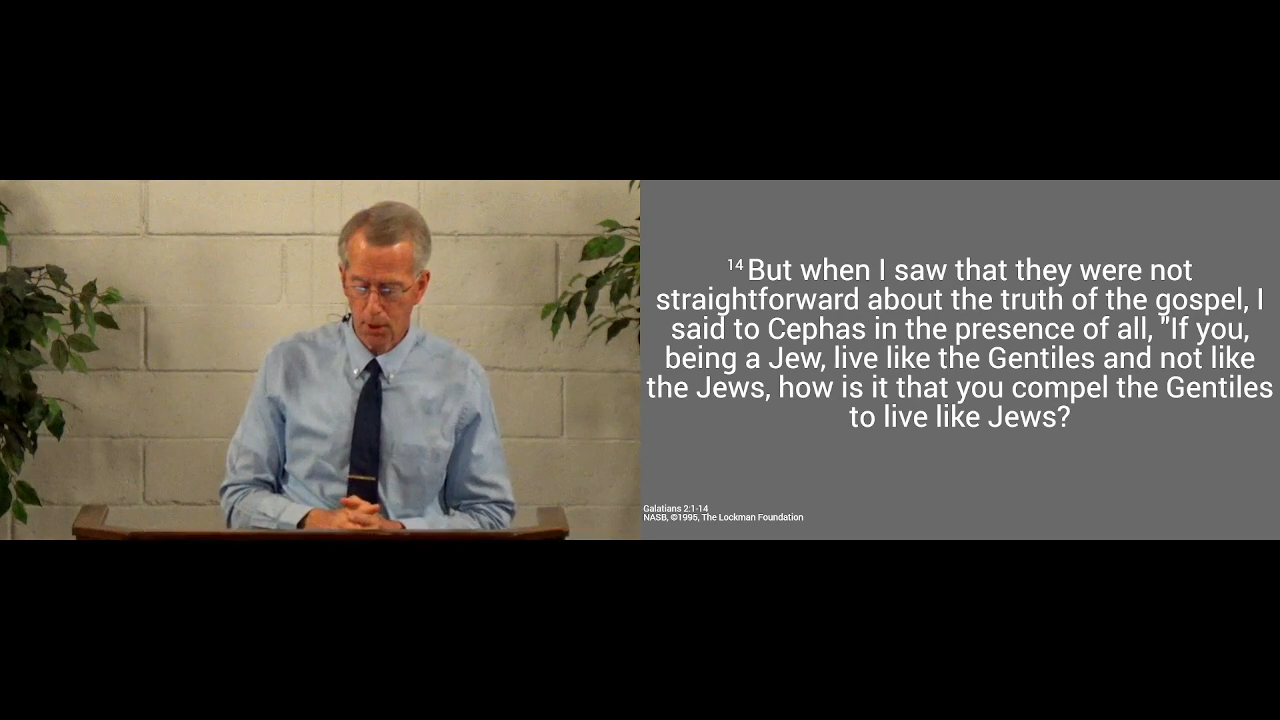 14 But when I saw that they were not
straightforward about the truth of the gospel, I
said to Cephas in the presence of all, "If you,
being a Jew, live like the Gentiles and not like
the Jews, how is it that you compel the Gentiles
to live like Jews?
Galatians 2:1-14
NASB, ©1995, The Lockman Foundation